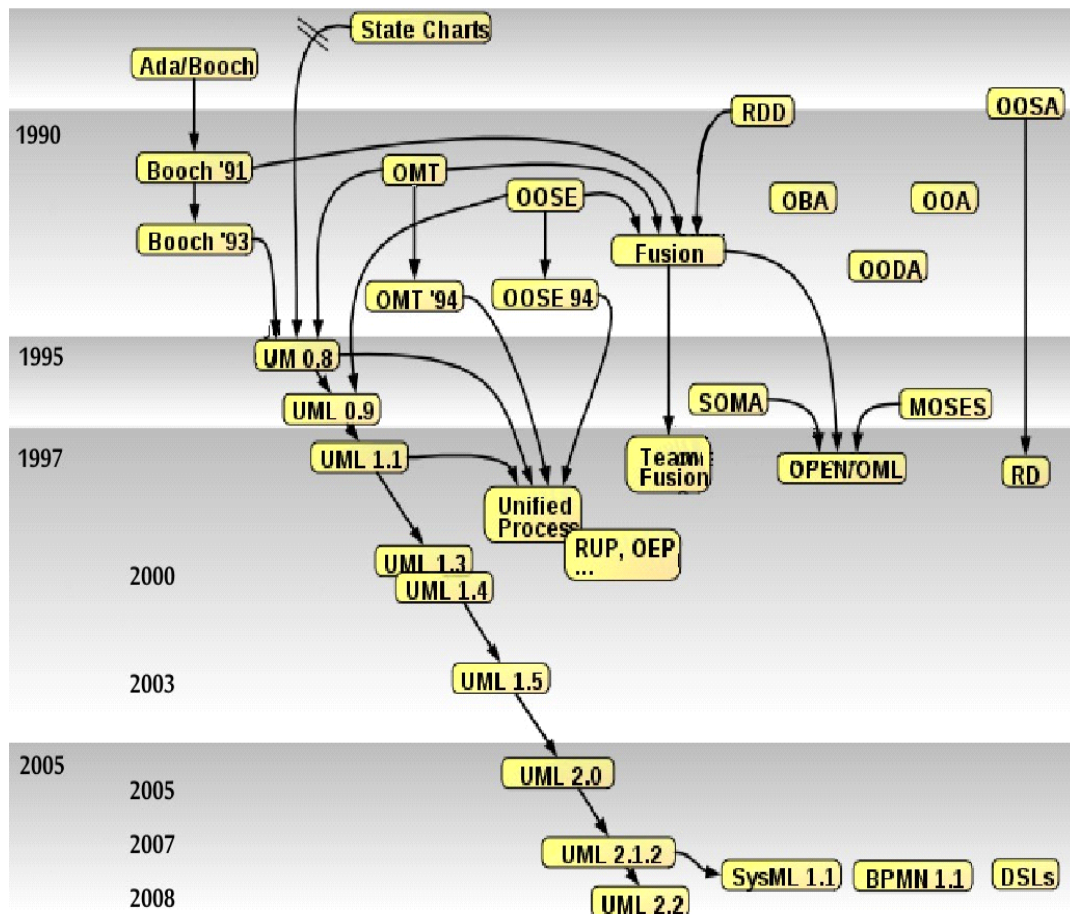 State Charts
Ada/Booch
RDD
OOSA
1990
Booch '91
OMT
OOSE
OBA
OOA
Booch '93
Fusion
OODA
OMT '94
OOSE 94
1995
UM 0.8
UML 0.9
SOMA
MOSES
1997
UML 1.1
Team
Fusion
OPEN/OML
RD
Unified
Process
RUP, OEP
...
UML 1.3
2000
UML 1.4
2003
UML 1.5
2005
UML 2.0
2005
2007
UML 2.1.2
SysML 1.1
BPMN 1.1
DSLs
2008
UML 2.2